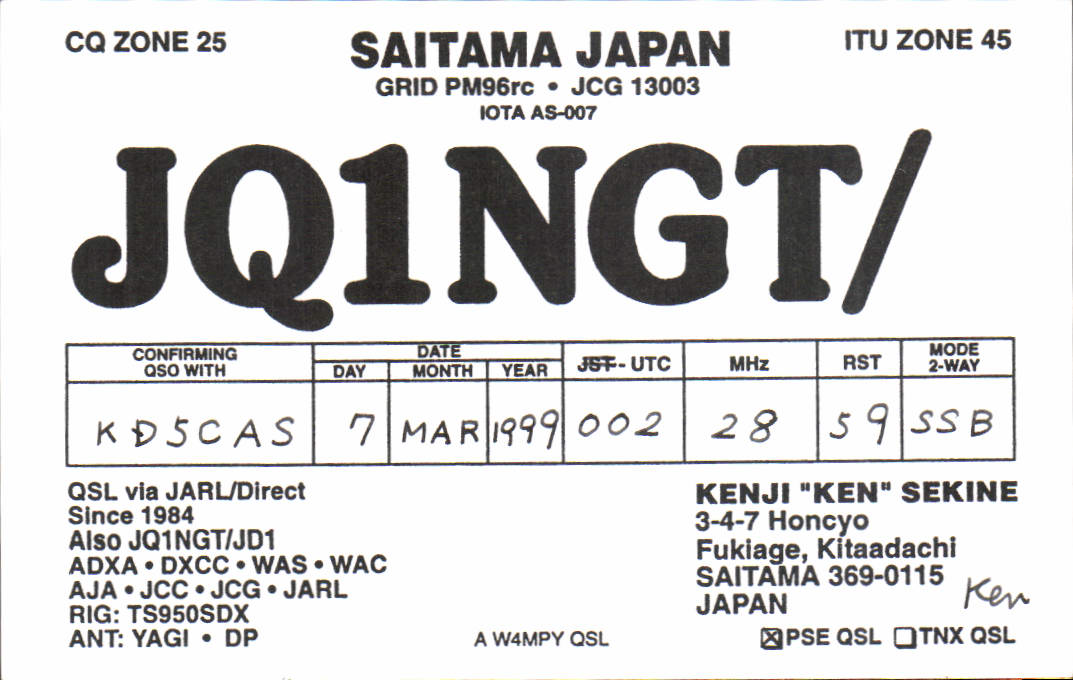 CQ ZONE 25 SAITAMA JAPAN ITU ZONE 45
GRID PM96rc • JCG 13003
IOTA AS-007
JQ1NGT/
CONFIRMING QSO WITH DATE DAY MONTH YEAR JST - UTC MHz RST MODE 2-WAY
KD5CAS 7 MAR 1999 002 28 59 SSB
QSL via JARL/Direct
Since 1984
Also JQ1NGT/JD1
ADXA • DXCC • WAS • WAC
AJA • JCC • JCG • JARL
RIG: TS950SDX
ANT: YAGI • DP
A W4MPY QSL
KENJI "KEN" SEKINE
3-4-7 Honcyo
Fukiage, Kitaadachi
SAITAMA 369-0115
JAPAN
Ken
☒PSE QSL ☐TNX QSL